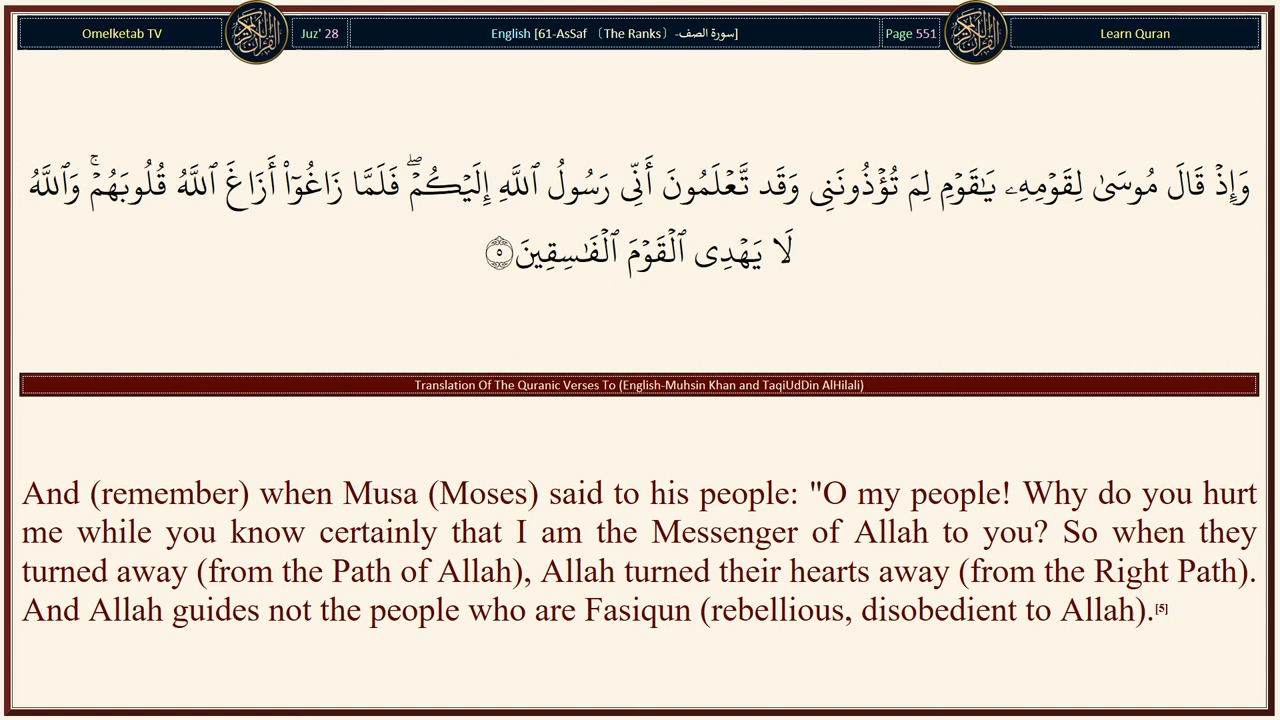 Omelketab TV
Juz' 28
English [61-AsSaf （The Ranks） -سورة الصف]
Page 551
Learn Quran
وَإِذْ قَالَ مُوسَىٰ لِقَوْمِهِۦ يَـٰقَوْمِ لِمَ تُؤْذُونَنِى وَقَد تَّعْلَمُونَ أَنِّى رَسُولُ ٱللَّهِ إِلَيْكُمْ ۖ فَلَمَّا زَاغُوٓا۟ أَزَاغَ ٱللَّهُ قُلُوبَهُمْ ۚ وَٱللَّهُ
لَا يَهْدِى ٱلْقَوْمَ ٱلْفَـٰسِقِينَ ٥
Translation Of The Quranic Verses To (English-Muhsin Khan and TaqiUdDin AlHilali)
And (remember) when Musa (Moses) said to his people: "O my people! Why do you hurt
me while you know certainly that I am the Messenger of Allah to you? So when they
turned away (from the Path of Allah), Allah turned their hearts away (from the Right Path).
And Allah guides not the people who are Fasiqun (rebellious, disobedient to Allah).[5]